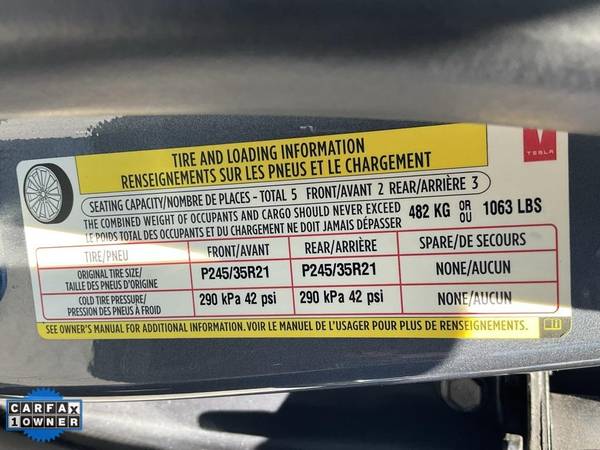 TIRE AND LOADING INFORMATION
RENSEIGNEMENTS SUR LES PNEUS ET LE CHARGEMENT
TESLA
SEATING CAPACITY/NOMBRE DE PLACES - TOTAL 5 FRONT/AVANT 2 REAR/ARRIÈRE 3
THE COMBINED WEIGHT OF OCCUPANTS AND CARGO SHOULD NEVER EXCEED 482 KG OR 1063 LBS
LE POIDS TOTAL DES OCCUPANTS ET DU CHARGEMENT NE DOIT JAMAIS DÉPASSER OU
TIRE/PNEU FRONT/AVANT REAR/ARRIÈRE SPARE/DE SECOURS
ORIGINAL TIRE SIZE/
TAILLE DES PNEUS D'ORIGINE P245/35R21 P245/35R21 NONE/AUCUN
COLD TIRE PRESSURE/
PRESSION DES PNEUS À FROID 290 kPa 42 psi 290 kPa 42 psi NONE/AUCUN
SEE OWNER'S MANUAL FOR ADDITIONAL INFORMATION. VOIR LE MANUEL DE L'USAGER POUR PLUS DE RENSEIGNEMENTS.
CARFAX
1 OWNER